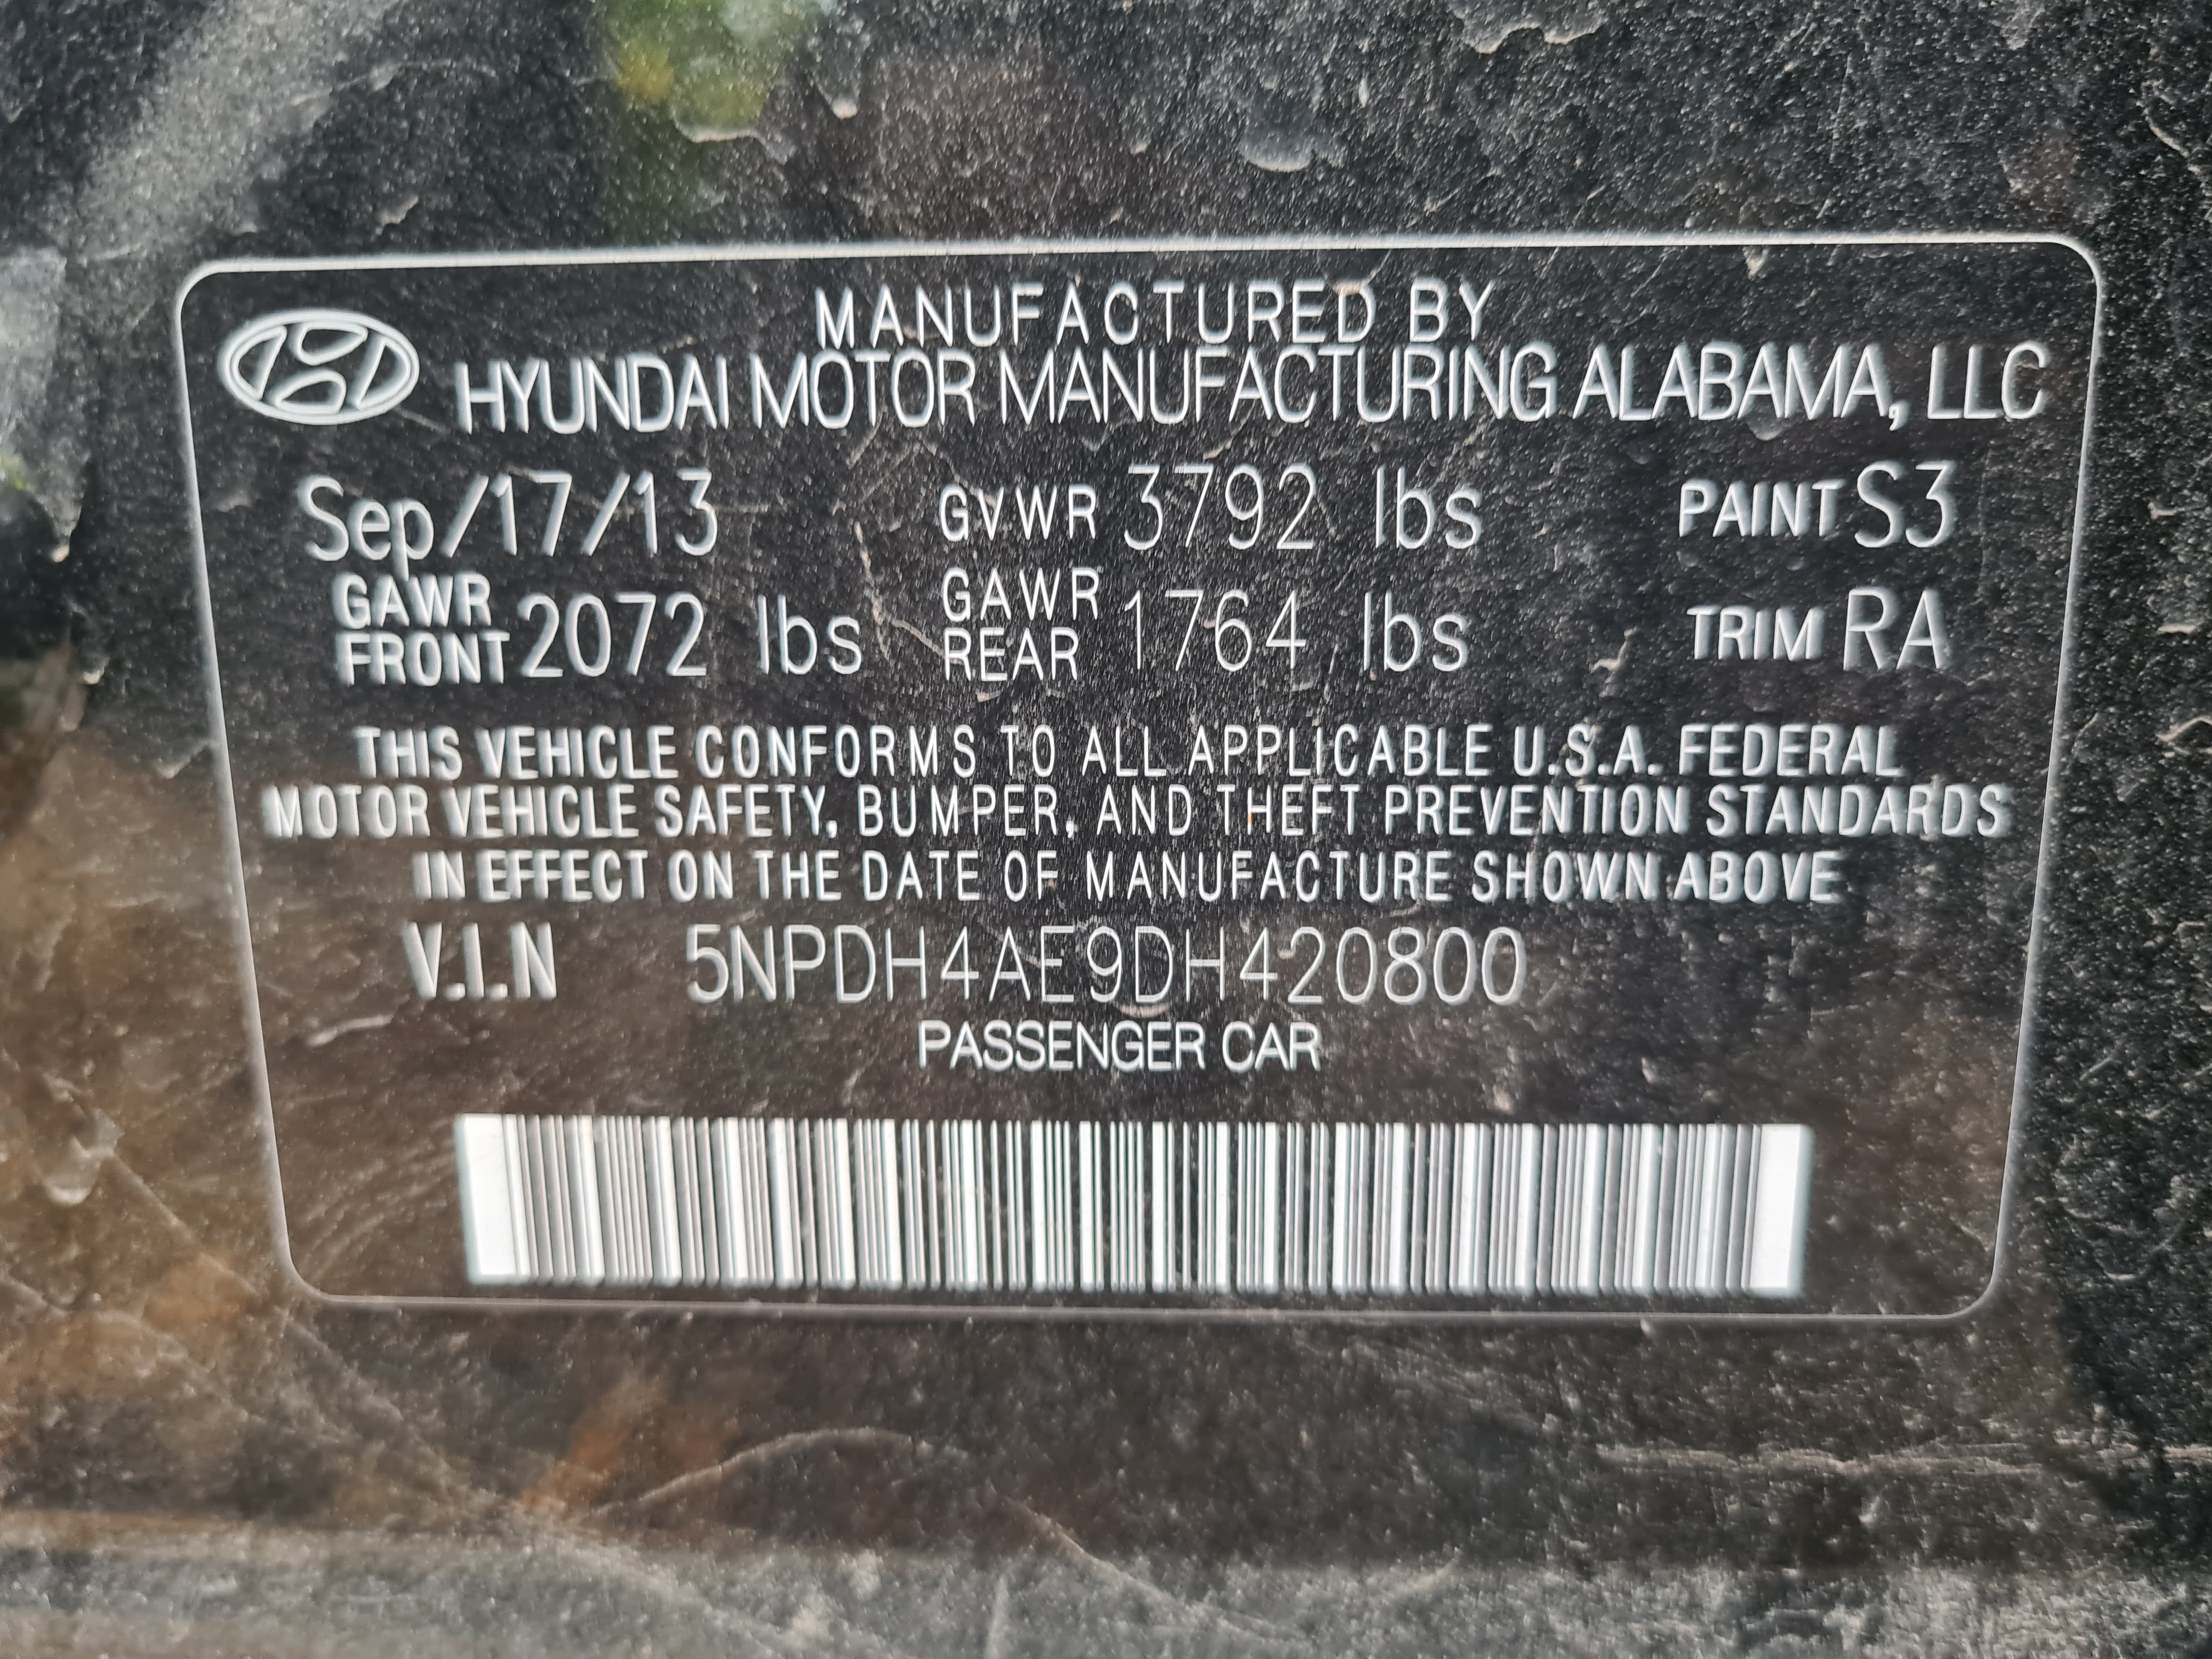 MANUFACTURED BY
HYUNDAI MOTOR MANUFACTURING ALABAMA, LLC
Sep/17/13 GVWR 3792 lbs PAINT S3
GAWR FRONT 2072 lbs GAWR REAR 1764 lbs TRIM RA
THIS VEHICLE CONFORMS TO ALL APPLICABLE U.S.A. FEDERAL
MOTOR VEHICLE SAFETY, BUMPER, AND THEFT PREVENTION STANDARDS
IN EFFECT ON THE DATE OF MANUFACTURE SHOWN ABOVE
V.I.N 5NPDH4AE9DH420800
PASSENGER CAR